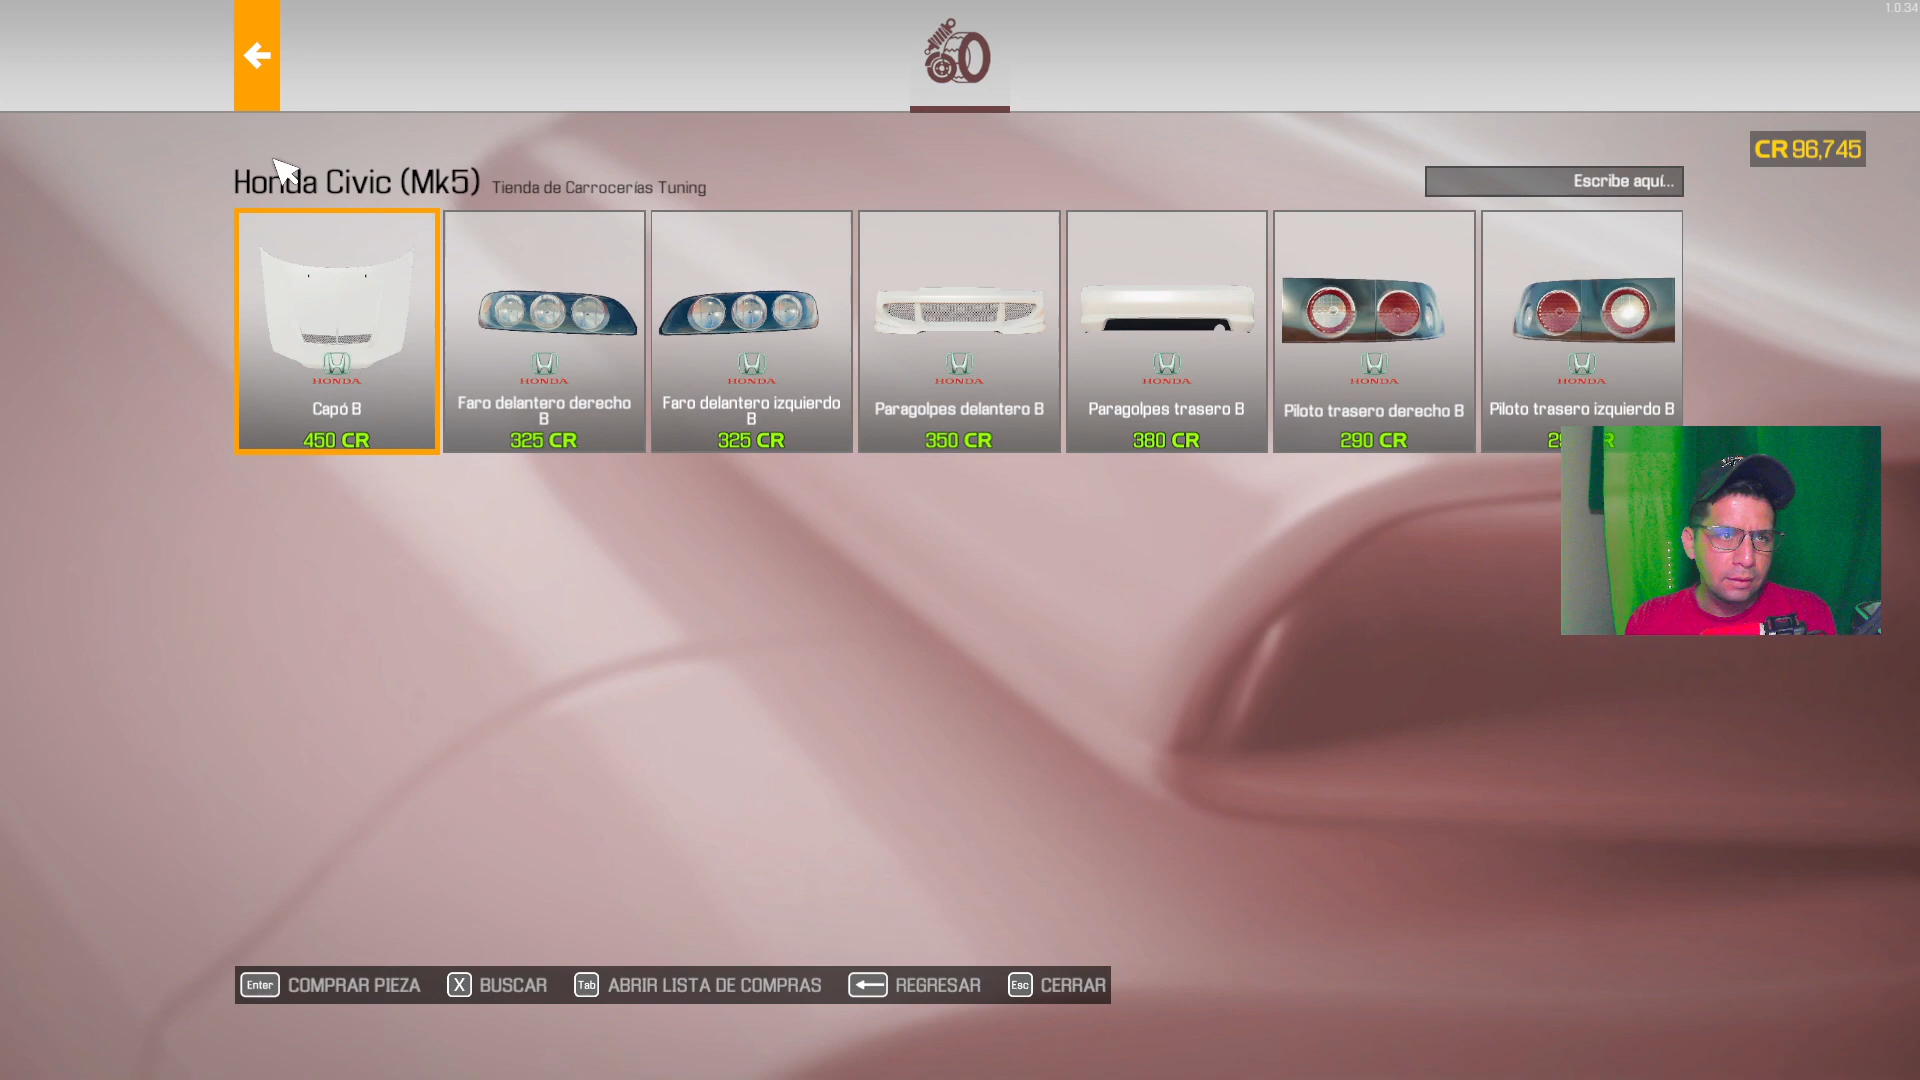 1.0.34
CR 96,745
Honda Civic (Mk5) Tienda de Carrocerías Tuning
Escribe aquí...
HONDA
Capó B
450 CR
HONDA
Faro delantero derecho
B
325 CR
HONDA
Faro delantero izquierdo
B
325 CR
HONDA
Paragolpes delantero B
350 CR
HONDA
Paragolpes trasero B
380 CR
HONDA
Piloto trasero derecho B
290 CR
HONDA
Piloto trasero izquierdo B
Enter COMPRAR PIEZA X BUSCAR Tab ABRIR LISTA DE COMPRAS REGRESAR Esc CERRAR